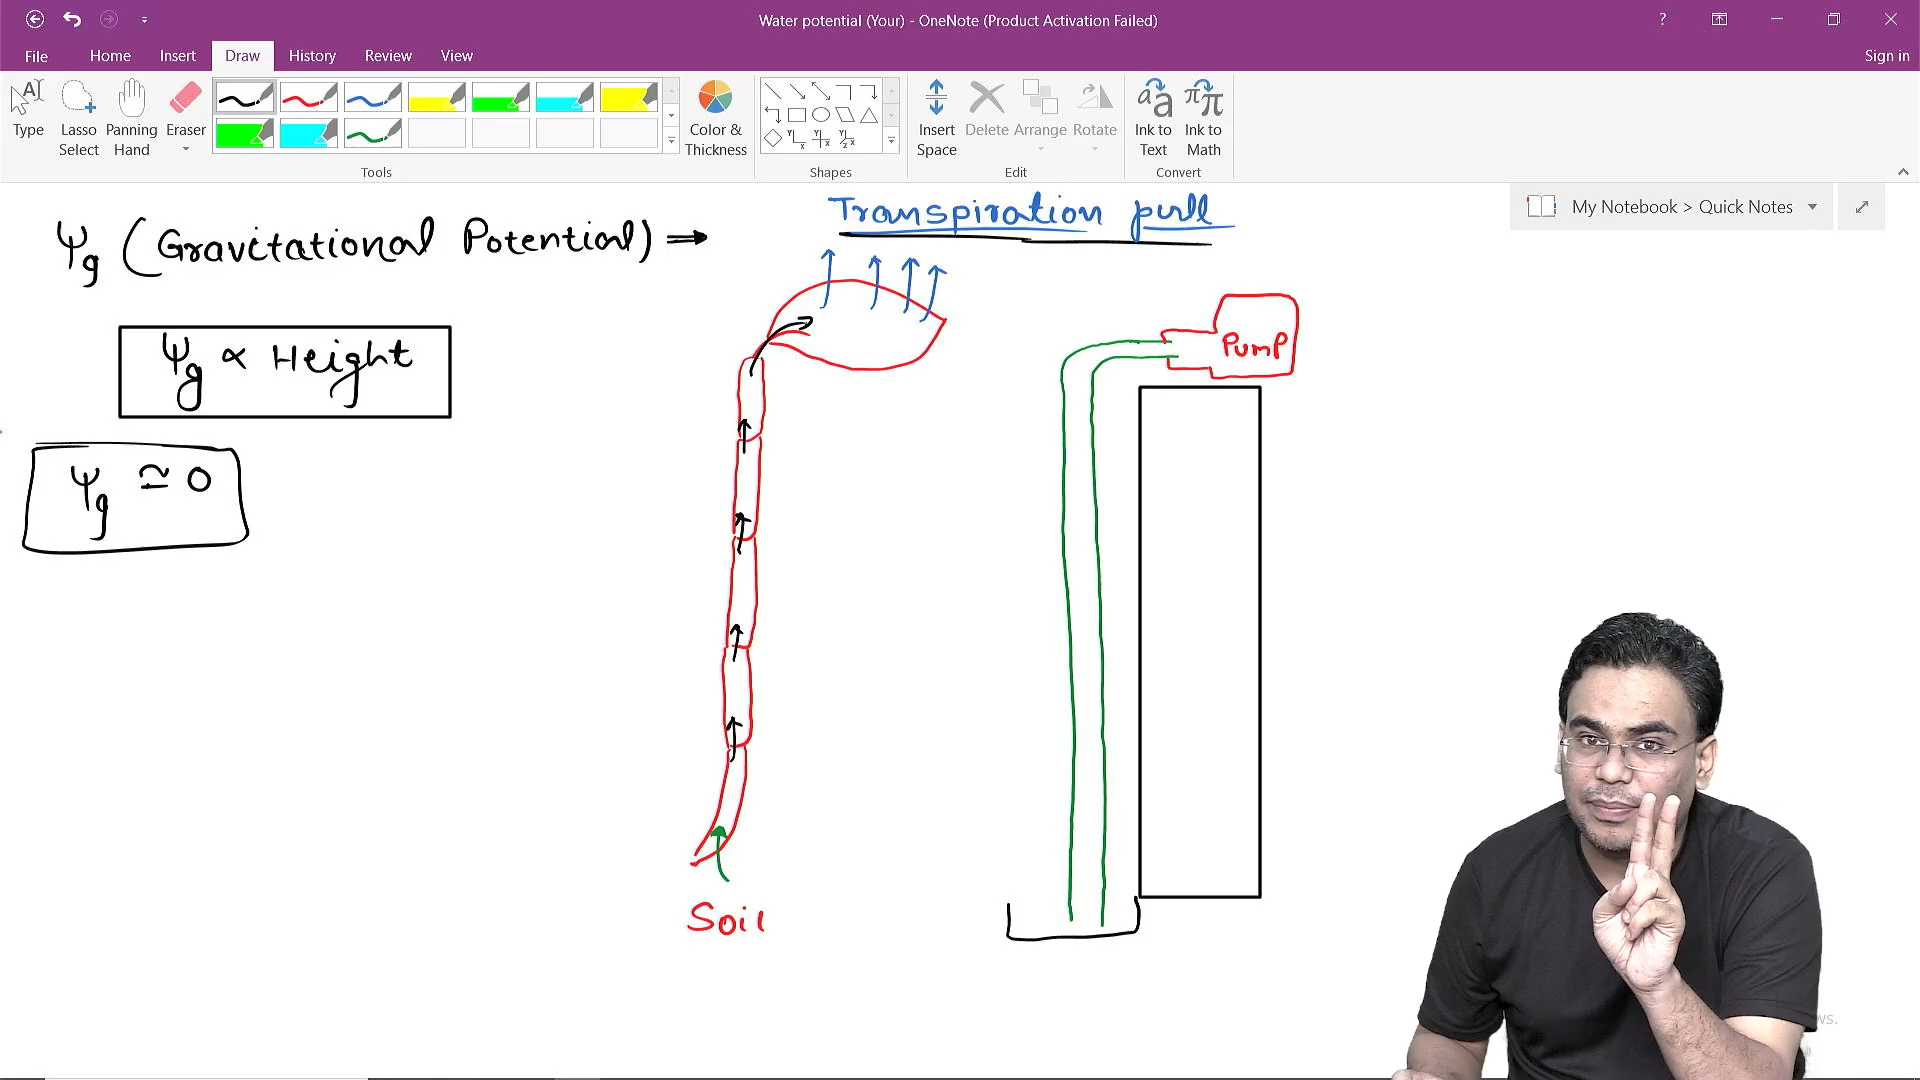 Water potential (Your) - OneNote (Product Activation Failed)
?
File Home Insert Draw History Review View
Sign in
Type
Lasso Select
Panning Hand
Eraser
Color & Thickness
Insert Space
Delete
Arrange
Rotate
Ink to Text
Ink to Math
Tools
Shapes
Edit
Convert
My Notebook > Quick Notes
Transpiration pull
Ψg (Gravitational Potential) ⇒
Ψg ∝ Height
Ψg ≅ 0
PUMP
Soil